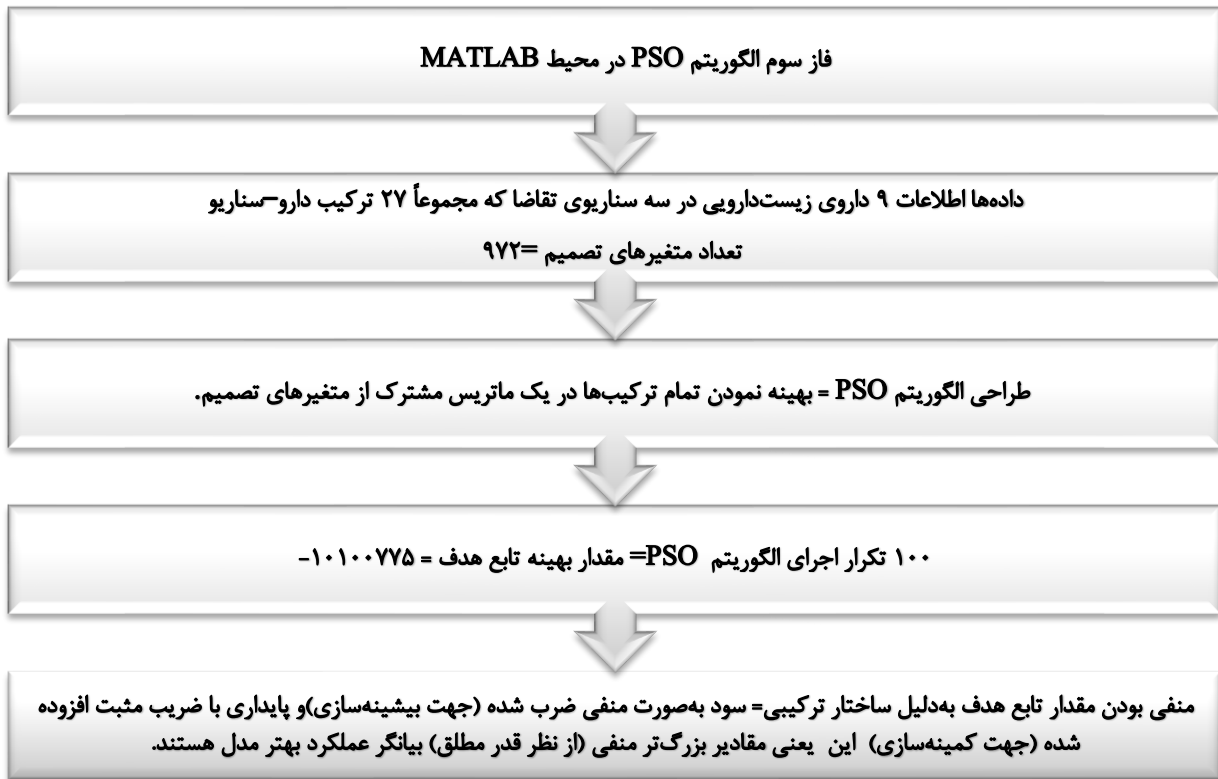 فاز سوم الگوریتم PSO در محیط MATLAB
داده‌ها اطلاعات ۹ داروی زیست‌دارویی در سه سناریوی تقاضا که مجموعاً ۲۷ ترکیب دارو–سناریو
تعداد متغیرهای تصمیم =۹۷۲
طراحی الگوریتم PSO = بهینه نمودن تمام ترکیب‌ها در یک ماتریس مشترک از متغیرهای تصمیم.
۱۰۰ تکرار اجرای الگوریتم PSO= مقدار بهینه تابع هدف = ۱۰۱۰۰۷۷۵-
منفی بودن مقدار تابع هدف به‌دلیل ساختار ترکیبی= سود به‌صورت منفی ضرب شده (جهت بیشینه‌سازی)و پایداری با ضریب مثبت افزوده
شده (جهت کمینه‌سازی) این یعنی مقادیر بزرگ‌تر منفی (از نظر قدر مطلق) بیانگر عملکرد بهتر مدل هستند.